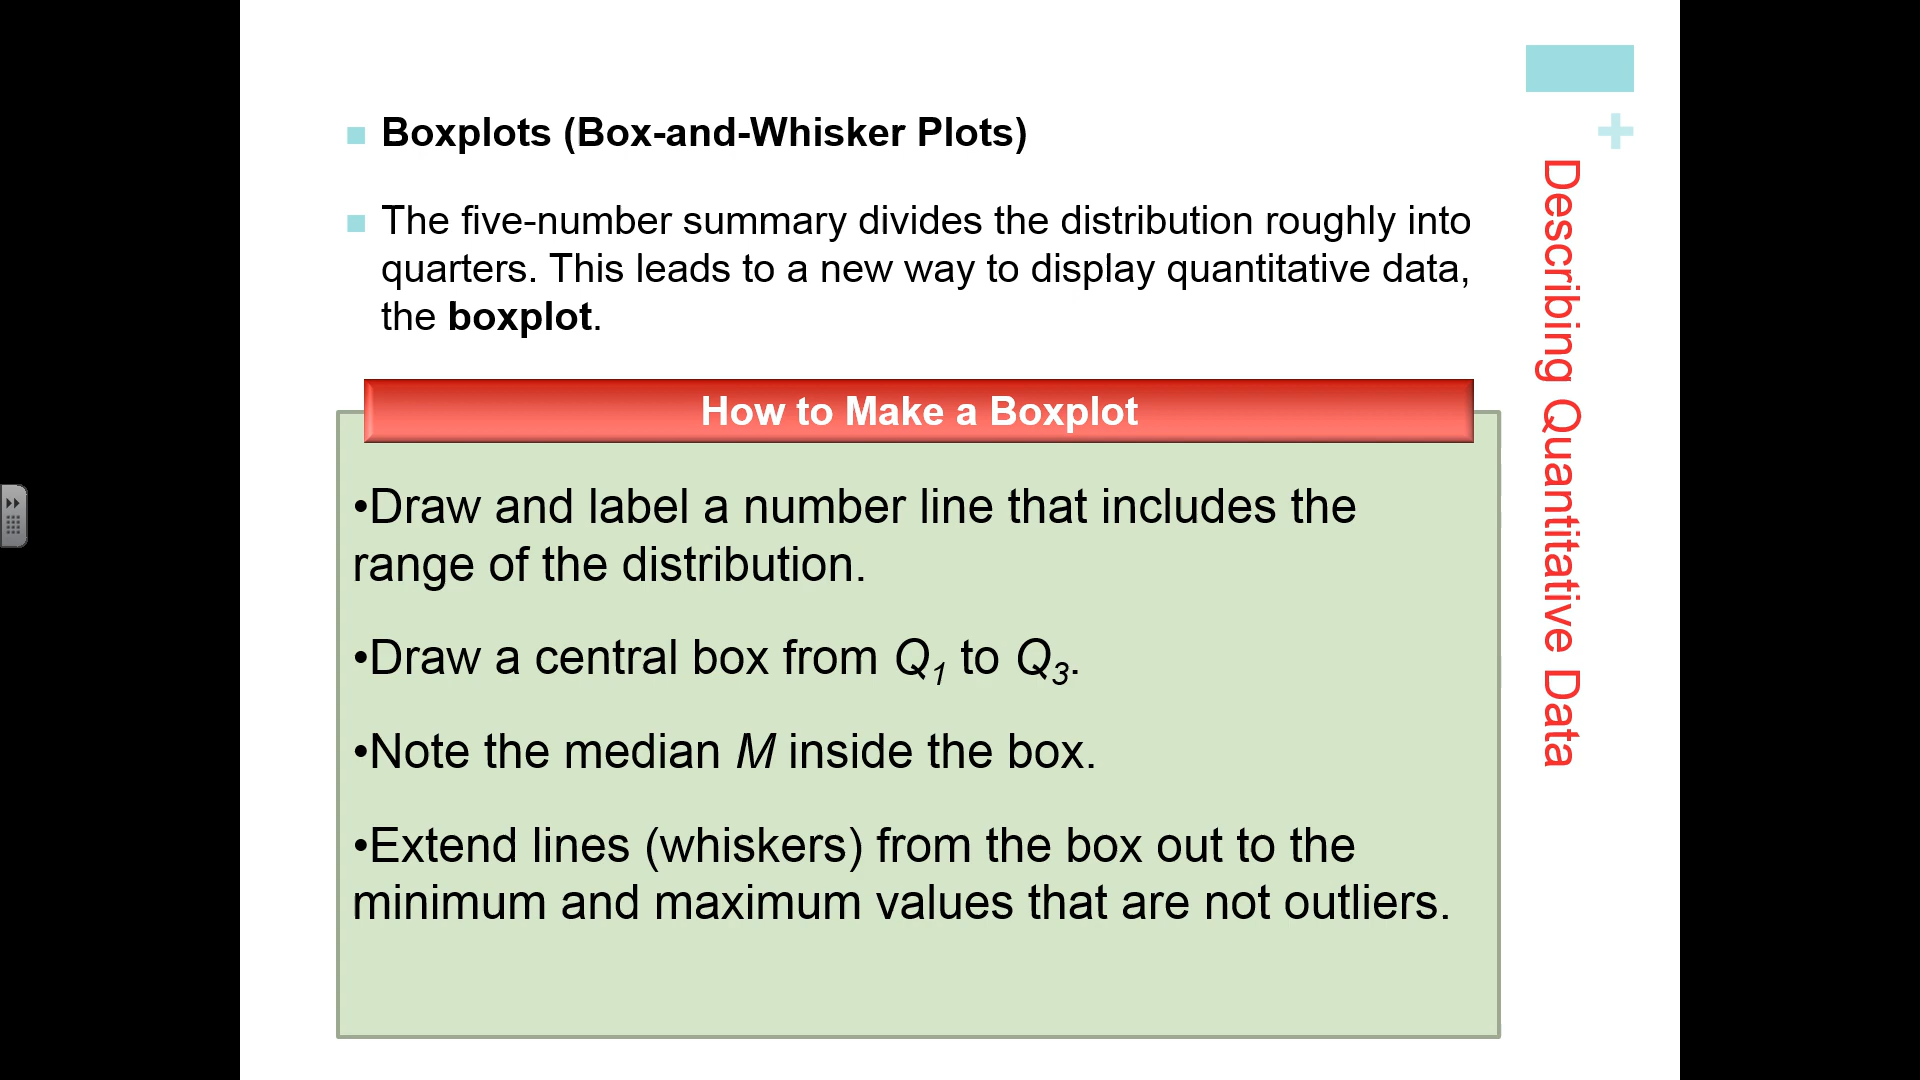 Boxplots (Box-and-Whisker Plots)
The five-number summary divides the distribution roughly into
quarters. This leads to a new way to display quantitative data,
the boxplot.
How to Make a Boxplot
•Draw and label a number line that includes the
range of the distribution.
•Draw a central box from Q1 to Q3.
•Note the median M inside the box.
•Extend lines (whiskers) from the box out to the
minimum and maximum values that are not outliers.
+
Describing Quantitative Data